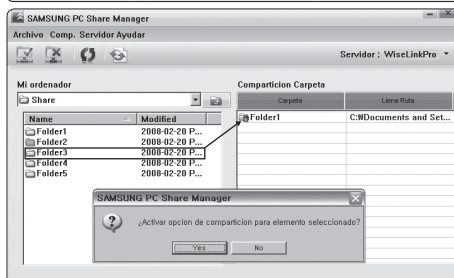 SAMSUNG PC Share Manager
Archivo Comp. Servidor Ayudar
Servidor : WiseLinkPro
Mi ordenador
Share
Name Modified
Folder1 2008-02-20 P...
Folder2 2008-02-20 P...
Folder3 2008-02-20 P...
Folder4 2008-02-20 P...
Folder5 2008-02-20 P...
Comparticion Carpeta
Carpeta Llena Ruta
Folder1 C:₩Documents and Set...
SAMSUNG PC Share Manager
¿Activar opcion de comparticion para elemento seleccionado?
Yes No